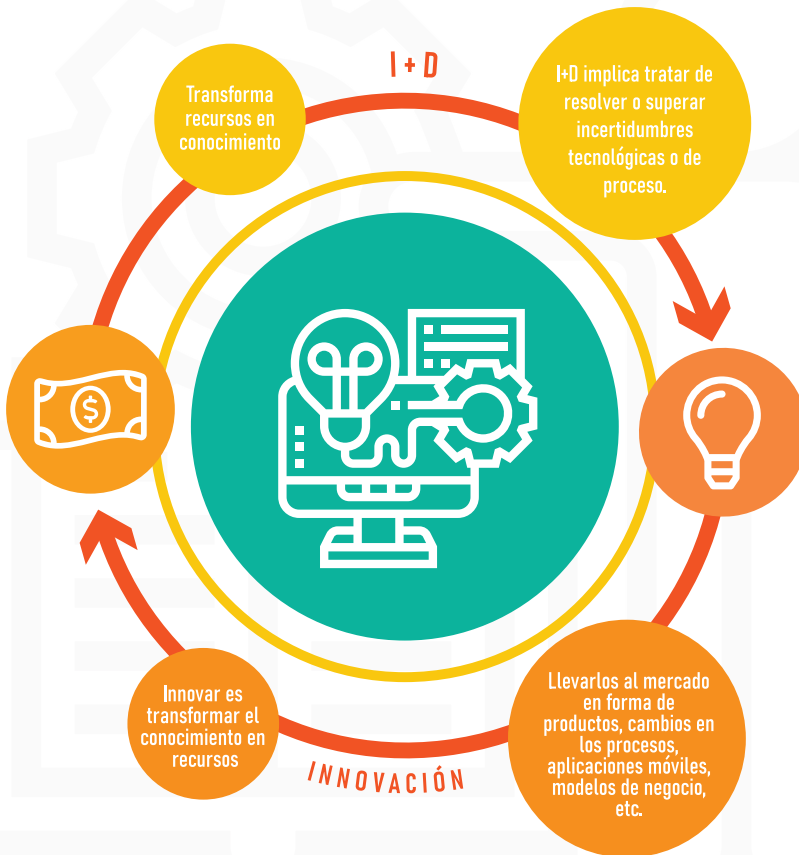 I+D
Transforma
recursos en
conocimiento
I+D implica tratar de
resolver o superar
incertidumbres
tecnológicas o de
proceso.
$
Llevarlos al mercado
en forma de
productos, cambios en
los procesos,
aplicaciones móviles,
modelos de negocio,
etc.
Innovar es
transformar el
conocimiento en
recursos
INNOVACIÓN